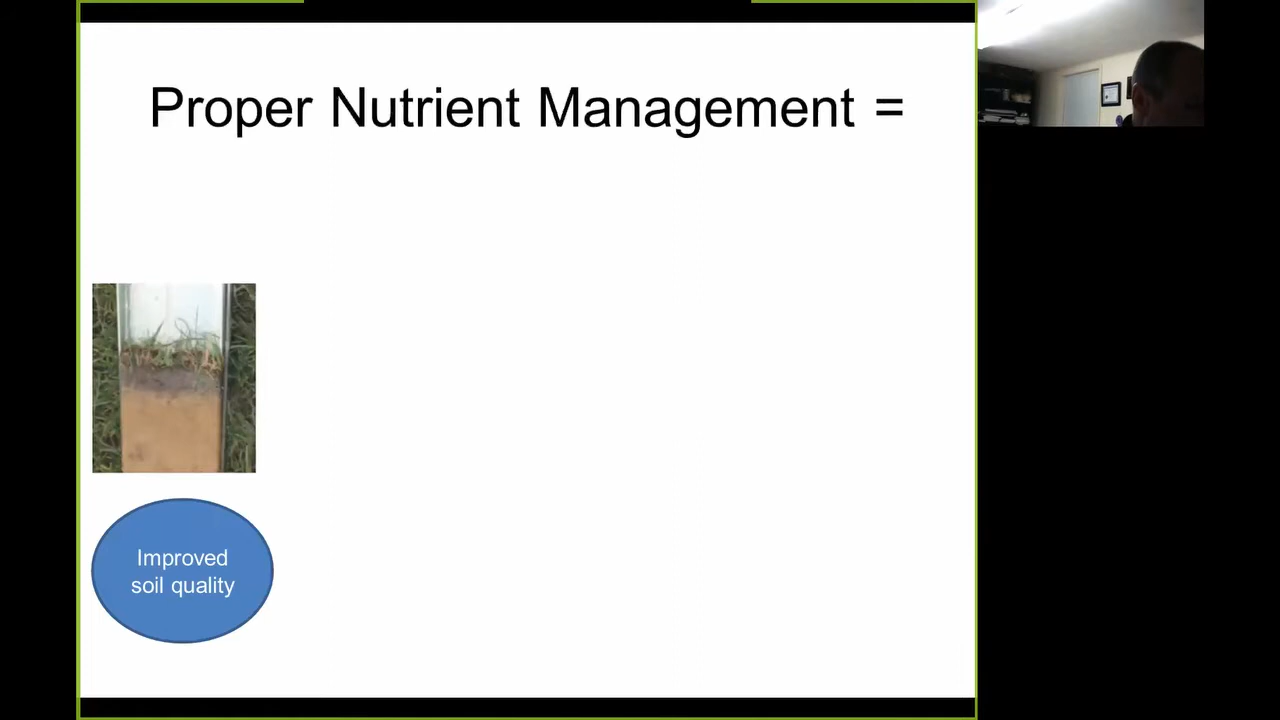 Proper Nutrient Management =
Improved
soil quality